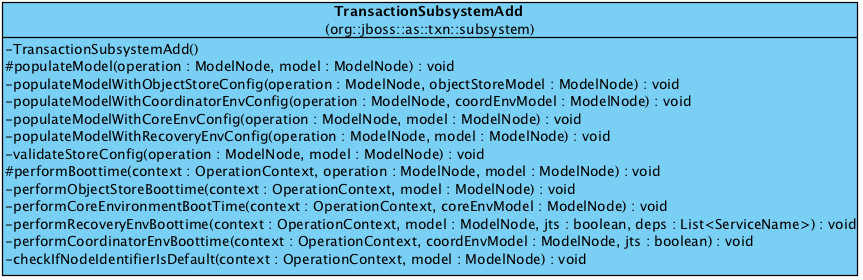 TransactionSubsystemAdd
(org::jboss::as::txn::subsystem)
-TransactionSubsystemAdd()
#populateModel(operation : ModelNode, model : ModelNode) : void
-populateModelWithObjectStoreConfig(operation : ModelNode, objectStoreModel : ModelNode) : void
-populateModelWithCoordinatorEnvConfig(operation : ModelNode, coordEnvModel : ModelNode) : void
-populateModelWithCoreEnvConfig(operation : ModelNode, model : ModelNode) : void
-populateModelWithRecoveryEnvConfig(operation : ModelNode, model : ModelNode) : void
-validateStoreConfig(operation : ModelNode, model : ModelNode) : void
#performBoottime(context : OperationContext, operation : ModelNode, model : ModelNode) : void
-performObjectStoreBoottime(context : OperationContext, model : ModelNode) : void
-performCoreEnvironmentBootTime(context : OperationContext, coreEnvModel : ModelNode) : void
-performRecoveryEnvBoottime(context : OperationContext, model : ModelNode, jts : boolean, deps : List<ServiceName>) : void
-performCoordinatorEnvBoottime(context : OperationContext, coordEnvModel : ModelNode, jts : boolean) : void
-checkIfNodeIdentifierIsDefault(context : OperationContext, model : ModelNode) : void